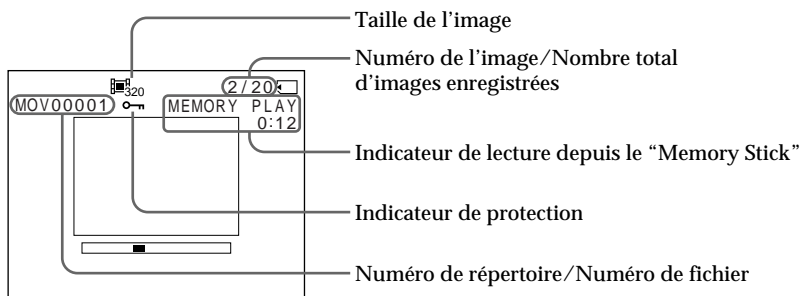 Taille de l’image
Numéro de l’image/Nombre total
d’images enregistrées
320
2/20
MOV00001
MEMORY PLAY
0:12
Indicateur de lecture depuis le “Memory Stick”
Indicateur de protection
Numéro de répertoire/Numéro de fichier